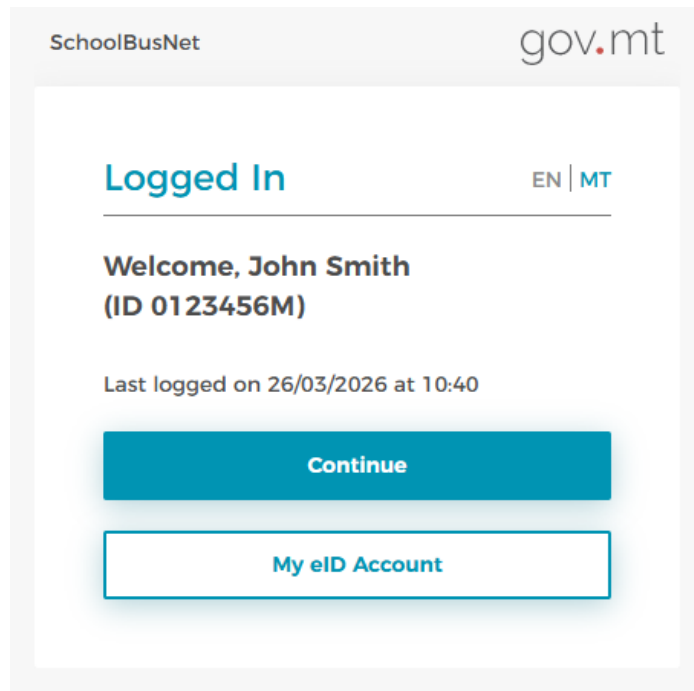 SchoolBusNet
gov.mt
Logged In
EN | MT
Welcome, John Smith
(ID 0123456M)
Last logged on 26/03/2026 at 10:40
Continue
My eID Account